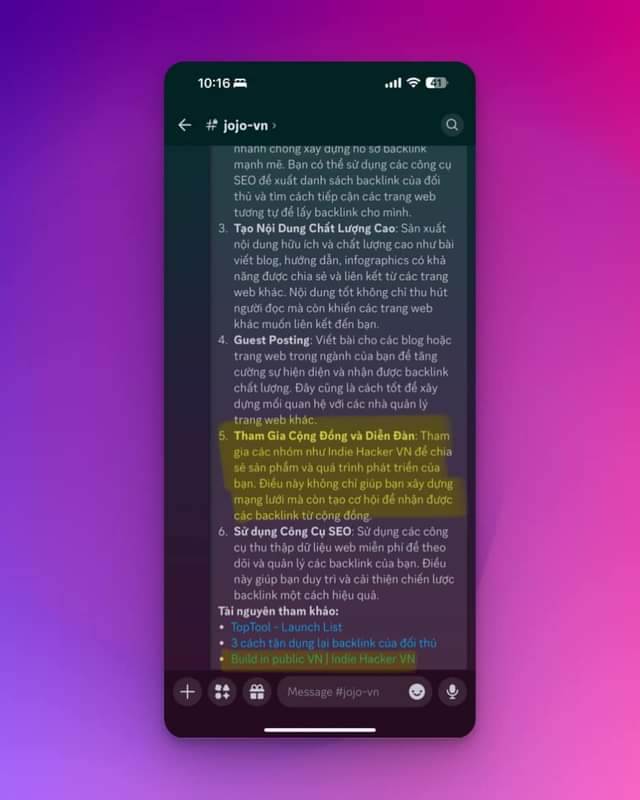 10:16
41
# jojo-vn ›
nhanh chóng xây dựng hồ sơ backlink
mạnh mẽ. Bạn có thể sử dụng các công cụ
SEO để xuất danh sách backlink của đối
thủ và tìm cách tiếp cận các trang web
tương tự để lấy backlink cho mình.
3. Tạo Nội Dung Chất Lượng Cao: Sản xuất
nội dung hữu ích và chất lượng cao như bài
viết blog, hướng dẫn, infographics có khả
năng được chia sẻ và liên kết từ các trang
web khác. Nội dung tốt không chỉ thu hút
người đọc mà còn khiến các trang web
khác muốn liên kết đến bạn.
4. Guest Posting: Viết bài cho các blog hoặc
trang web trong ngành của bạn để tăng
cường sự hiện diện và nhận được backlink
chất lượng. Đây cũng là cách tốt để xây
dựng mối quan hệ với các nhà quản lý
trang web khác.
5. Tham Gia Cộng Đồng và Diễn Đàn: Tham
gia các nhóm như Indie Hacker VN để chia
sẻ sản phẩm và quá trình phát triển của
bạn. Điều này không chỉ giúp bạn xây dựng
mạng lưới mà còn tạo cơ hội để nhận được
các backlink từ cộng đồng.
6. Sử dụng Công Cụ SEO: Sử dụng các công
cụ thu thập dữ liệu web miễn phí để theo
dõi và quản lý các backlink của bạn. Điều
này giúp bạn duy trì và cải thiện chiến lược
backlink một cách hiệu quả.
Tài nguyên tham khảo:
• TopTool - Launch List
• 3 cách tận dụng lại backlink của đối thủ
• Build in public VN | Indie Hacker VN
Message #jojo-vn